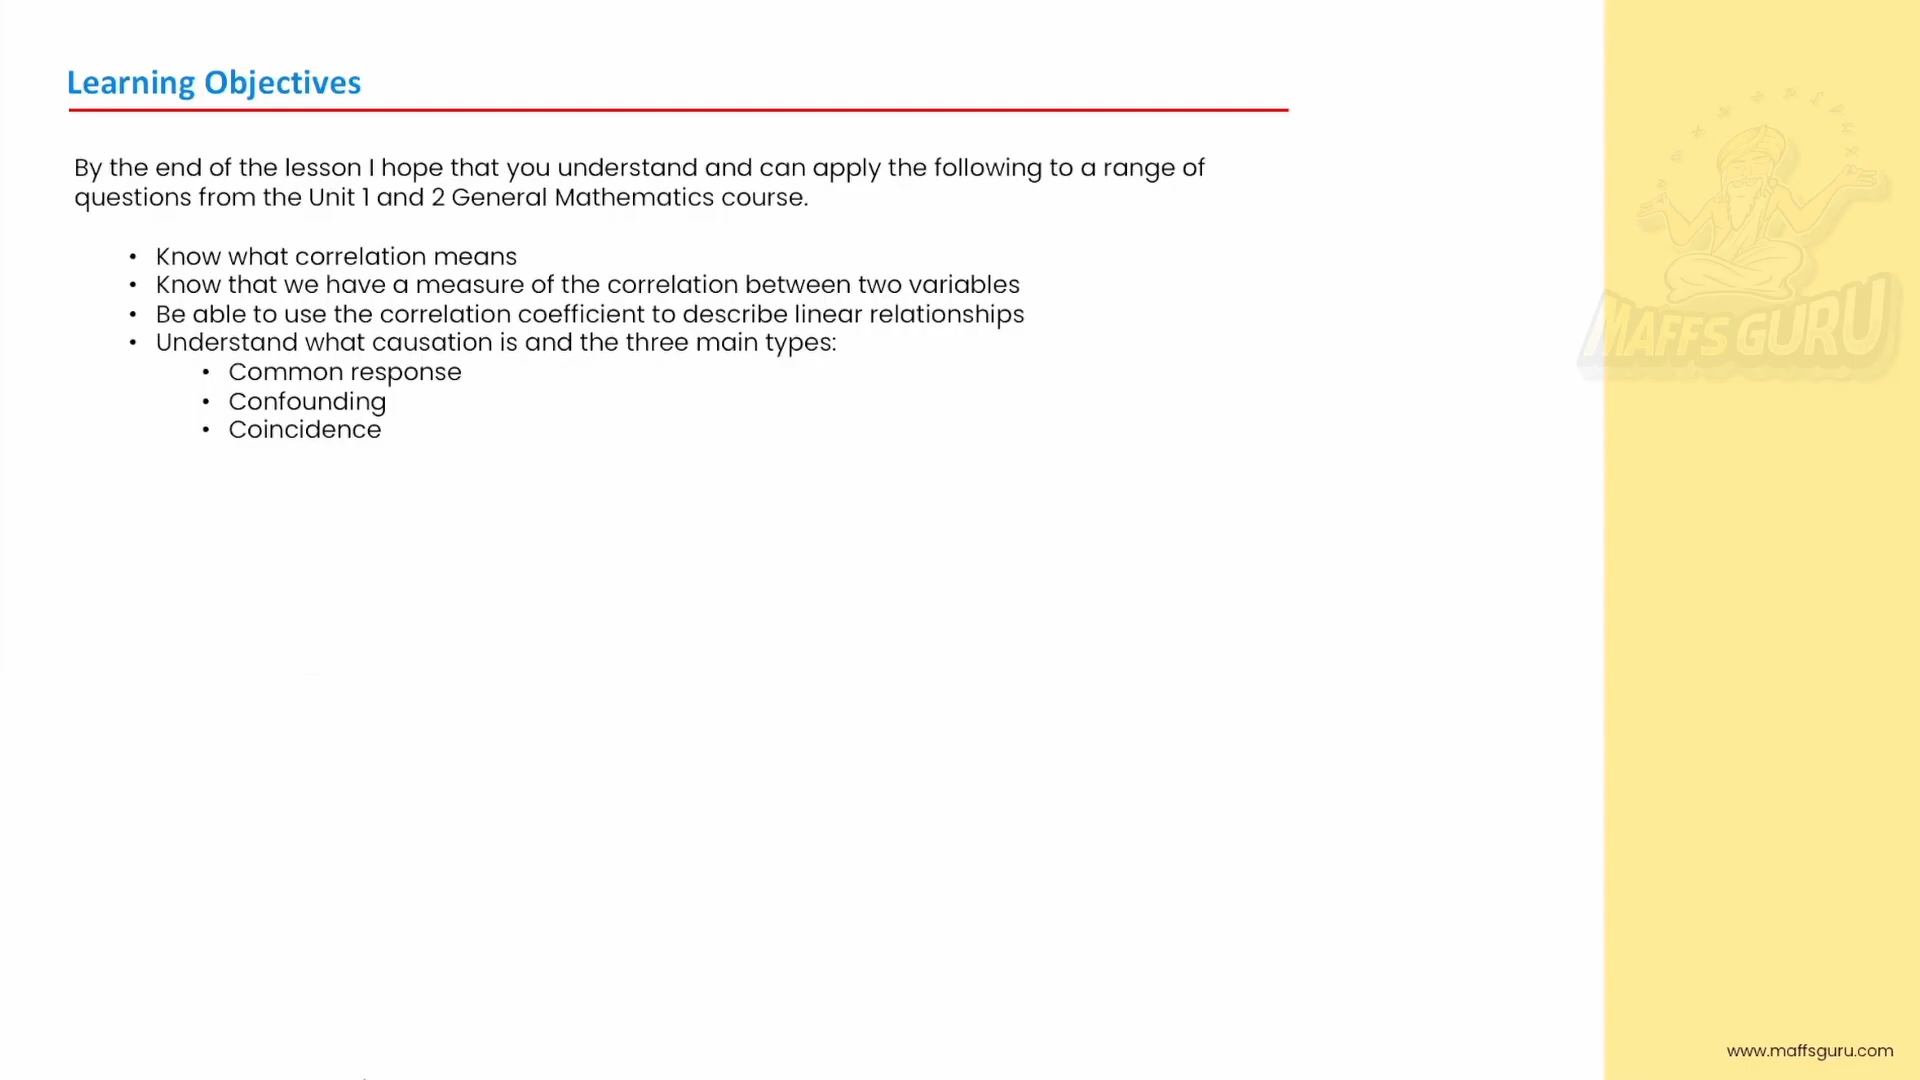 Learning Objectives
By the end of the lesson I hope that you understand and can apply the following to a range of
questions from the Unit 1 and 2 General Mathematics course.
• Know what correlation means
• Know that we have a measure of the correlation between two variables
• Be able to use the correlation coefficient to describe linear relationships
• Understand what causation is and the three main types:
• Common response
• Confounding
• Coincidence
MAFFS GURU
www.maffsguru.com